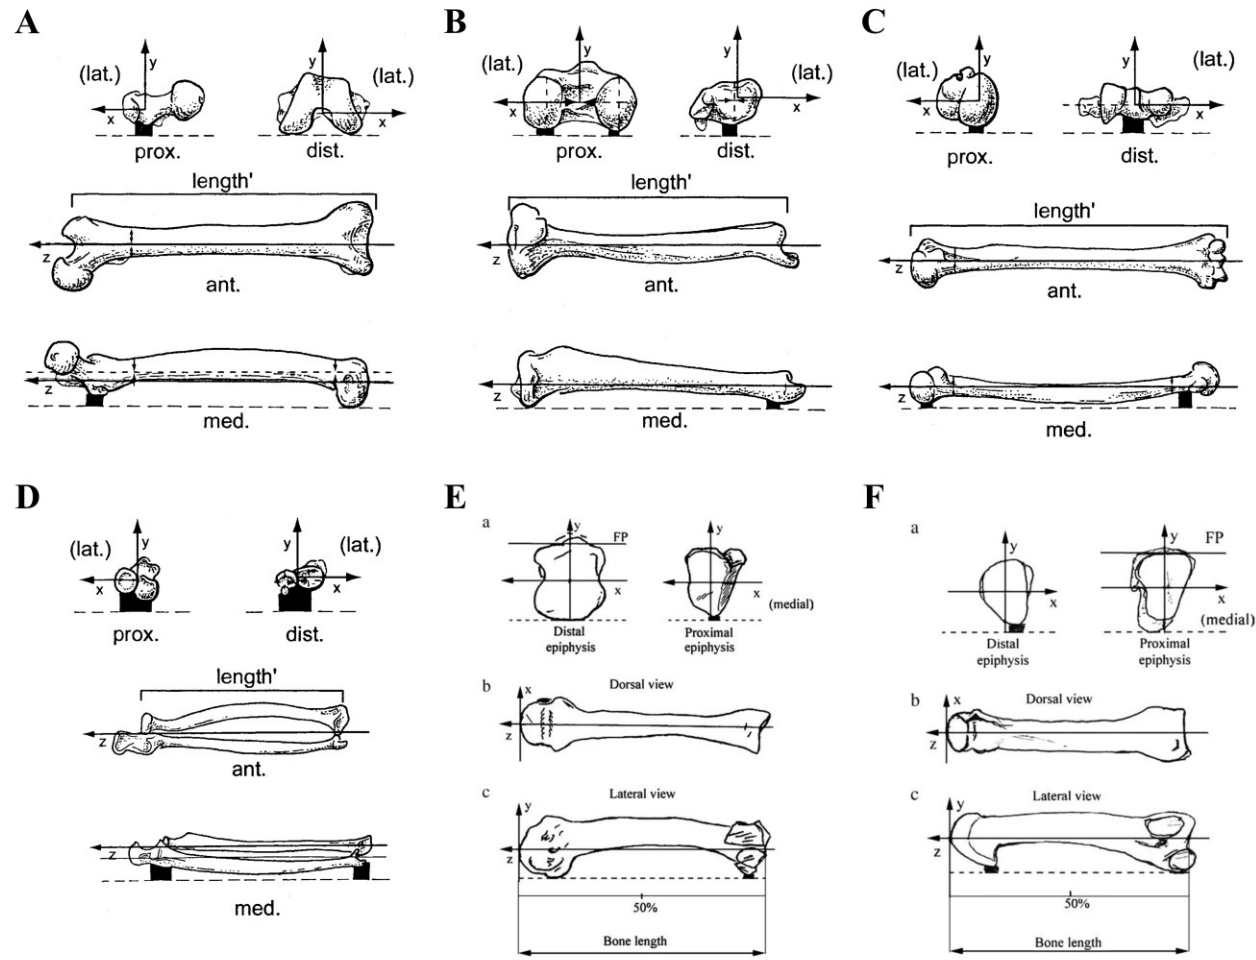 A
y
(lat.)
x
prox.
y
(lat.)
x
dist.
length'
z
ant.
z
med.
B
y
(lat.)
x
prox.
y
(lat.)
x
dist.
length'
z
ant.
z
med.
C
y
(lat.)
x
prox.
y
(lat.)
x
dist.
length'
z
ant.
z
med.
D
(lat.)
y
x
prox.
y
(lat.)
x
dist.
length'
z
ant.
z
med.
E
a
y
FP
Distal
epiphysis
y
x
(medial)
Proximal
epiphysis
b
x
Dorsal view
z
c
y
Lateral view
z
50%
Bone length
F
a
y
x
Distal
epiphysis
y
FP
x
(medial)
Proximal
epiphysis
b
x
Dorsal view
z
c
y
Lateral view
z
50%
Bone length